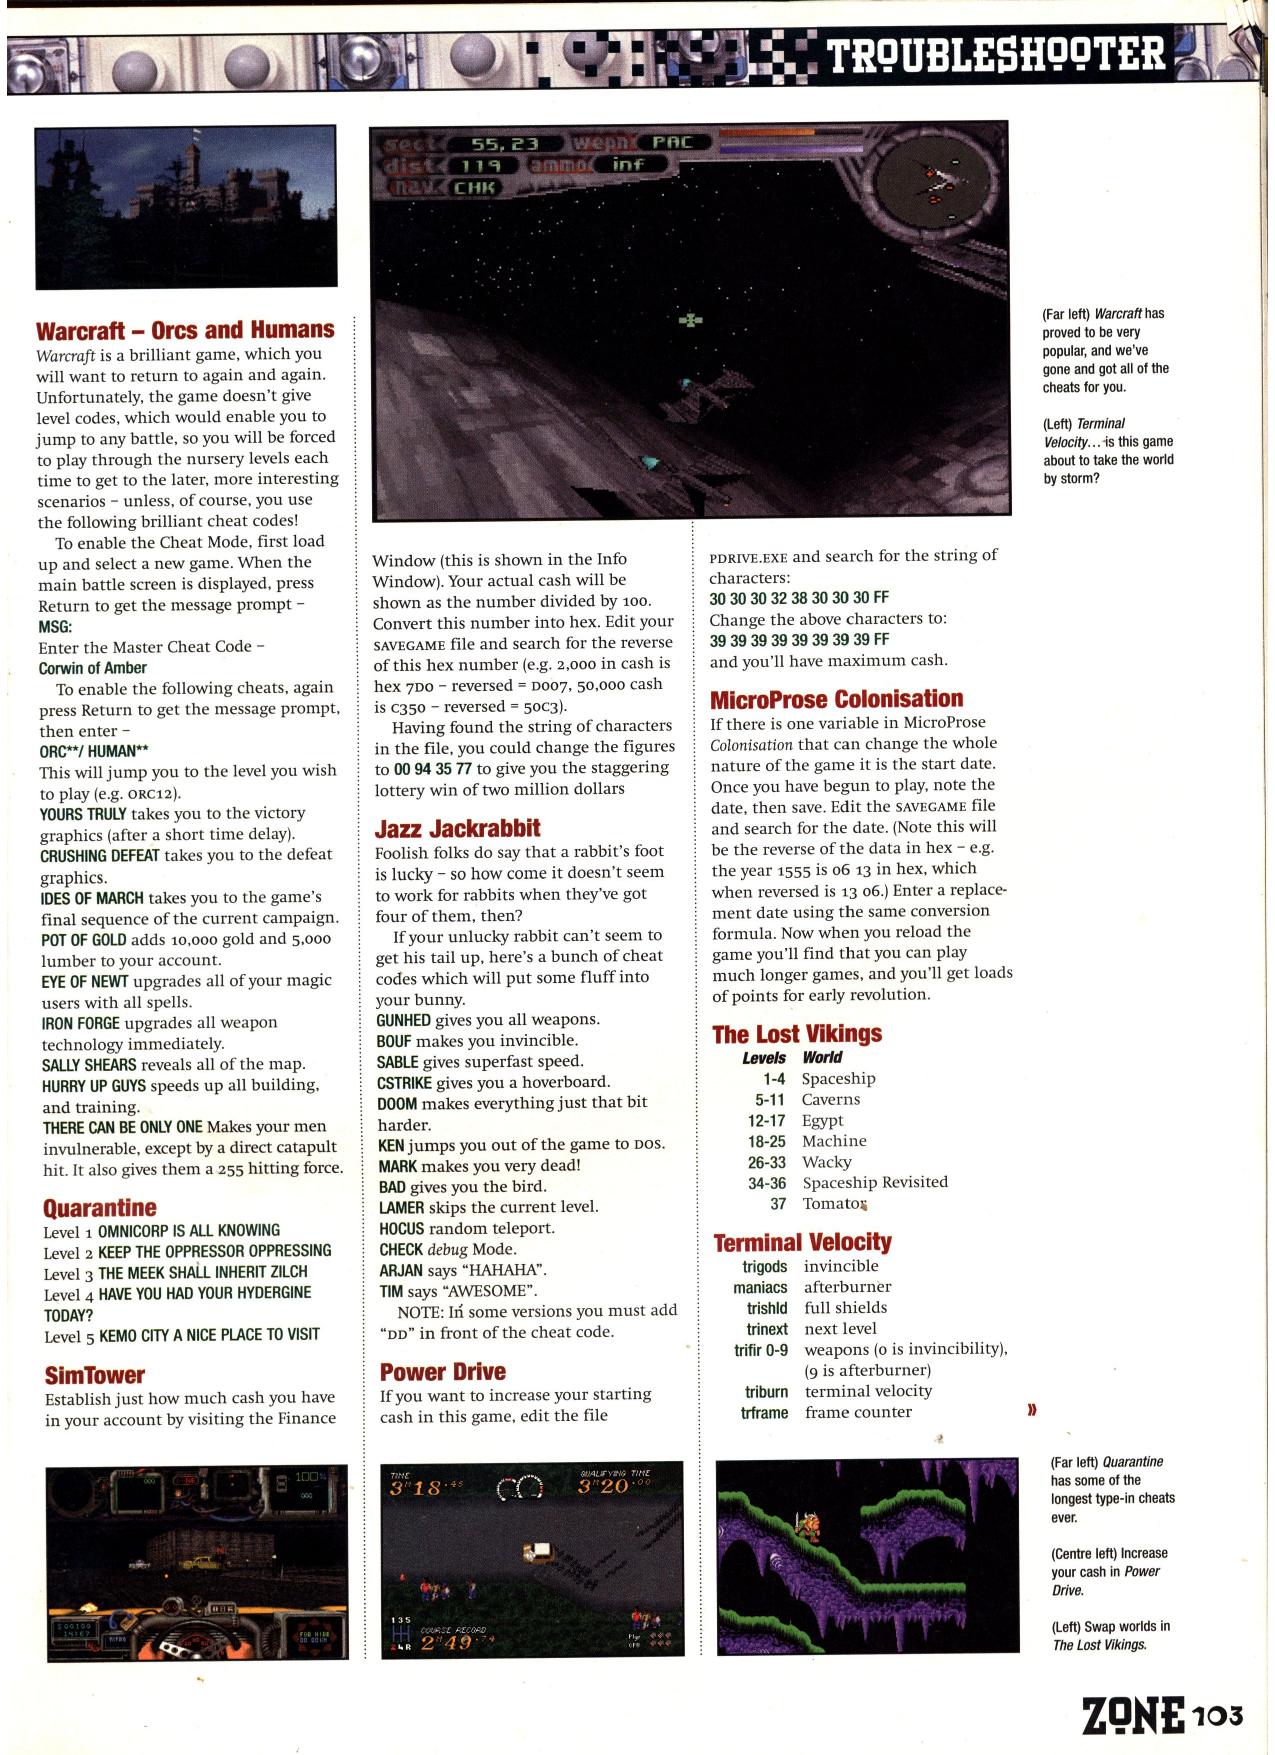 TROUBLESHOOTER
sect 55,23 wepn PAC
dist 119 ammo inf
nav CHK
Warcraft – Orcs and Humans
Warcraft is a brilliant game, which you
will want to return to again and again.
Unfortunately, the game doesn't give
level codes, which would enable you to
jump to any battle, so you will be forced
to play through the nursery levels each
time to get to the later, more interesting
scenarios – unless, of course, you use
the following brilliant cheat codes!
To enable the Cheat Mode, first load
up and select a new game. When the
main battle screen is displayed, press
Return to get the message prompt –
MSG:
Enter the Master Cheat Code –
Corwin of Amber
To enable the following cheats, again
press Return to get the message prompt,
then enter –
ORC**/ HUMAN**
This will jump you to the level you wish
to play (e.g. ORC12).
YOURS TRULY takes you to the victory
graphics (after a short time delay).
CRUSHING DEFEAT takes you to the defeat
graphics.
IDES OF MARCH takes you to the game's
final sequence of the current campaign.
POT OF GOLD adds 10,000 gold and 5,000
lumber to your account.
EYE OF NEWT upgrades all of your magic
users with all spells.
IRON FORGE upgrades all weapon
technology immediately.
SALLY SHEARS reveals all of the map.
HURRY UP GUYS speeds up all building,
and training.
THERE CAN BE ONLY ONE Makes your men
invulnerable, except by a direct catapult
hit. It also gives them a 255 hitting force.
Quarantine
Level 1 OMNICORP IS ALL KNOWING
Level 2 KEEP THE OPPRESSOR OPPRESSING
Level 3 THE MEEK SHALL INHERIT ZILCH
Level 4 HAVE YOU HAD YOUR HYDERGINE
TODAY?
Level 5 KEMO CITY A NICE PLACE TO VISIT
SimTower
Establish just how much cash you have
in your account by visiting the Finance
Window (this is shown in the Info
Window). Your actual cash will be
shown as the number divided by 100.
Convert this number into hex. Edit your
SAVEGAME file and search for the reverse
of this hex number (e.g. 2,000 in cash is
hex 7D0 – reversed = D007, 50,000 cash
is C350 – reversed = 50C3).
Having found the string of characters
in the file, you could change the figures
to 00 94 35 77 to give you the staggering
lottery win of two million dollars
Jazz Jackrabbit
Foolish folks do say that a rabbit's foot
is lucky – so how come it doesn't seem
to work for rabbits when they've got
four of them, then?
If your unlucky rabbit can't seem to
get his tail up, here's a bunch of cheat
codes which will put some fluff into
your bunny.
GUNHED gives you all weapons.
BOUF makes you invincible.
SABLE gives superfast speed.
CSTRIKE gives you a hoverboard.
DOOM makes everything just that bit
harder.
KEN jumps you out of the game to DOS.
MARK makes you very dead!
BAD gives you the bird.
LAMER skips the current level.
HOCUS random teleport.
CHECK debug Mode.
ARJAN says "HAHAHA".
TIM says "AWESOME".
NOTE: In some versions you must add
"DD" in front of the cheat code.
Power Drive
If you want to increase your starting
cash in this game, edit the file
PDRIVE.EXE and search for the string of
characters:
30 30 30 32 38 30 30 30 FF
Change the above characters to:
39 39 39 39 39 39 39 39 FF
and you'll have maximum cash.
MicroProse Colonisation
If there is one variable in MicroProse
Colonisation that can change the whole
nature of the game it is the start date.
Once you have begun to play, note the
date, then save. Edit the SAVEGAME file
and search for the date. (Note this will
be the reverse of the data in hex – e.g.
the year 1555 is 06 13 in hex, which
when reversed is 13 06.) Enter a replace-
ment date using the same conversion
formula. Now when you reload the
game you'll find that you can play
much longer games, and you'll get loads
of points for early revolution.
The Lost Vikings
Levels World
1-4 Spaceship
5-11 Caverns
12-17 Egypt
18-25 Machine
26-33 Wacky
34-36 Spaceship Revisited
37 Tomator
Terminal Velocity
trigods invincible
maniacs afterburner
trishld full shields
trinext next level
trifir 0-9 weapons (0 is invincibility),
(9 is afterburner)
triburn terminal velocity
trframe frame counter
»
(Far left) Warcraft has
proved to be very
popular, and we've
gone and got all of the
cheats for you.
(Left) Terminal
Velocity... is this game
about to take the world
by storm?
100%
TIME
3"18·45
QUALIFYING TIME
3"20·00
135
24R
COURSE RECORD
2"49·74
(Far left) Quarantine
has some of the
longest type-in cheats
ever.
(Centre left) Increase
your cash in Power
Drive.
(Left) Swap worlds in
The Lost Vikings.
ZONE 103